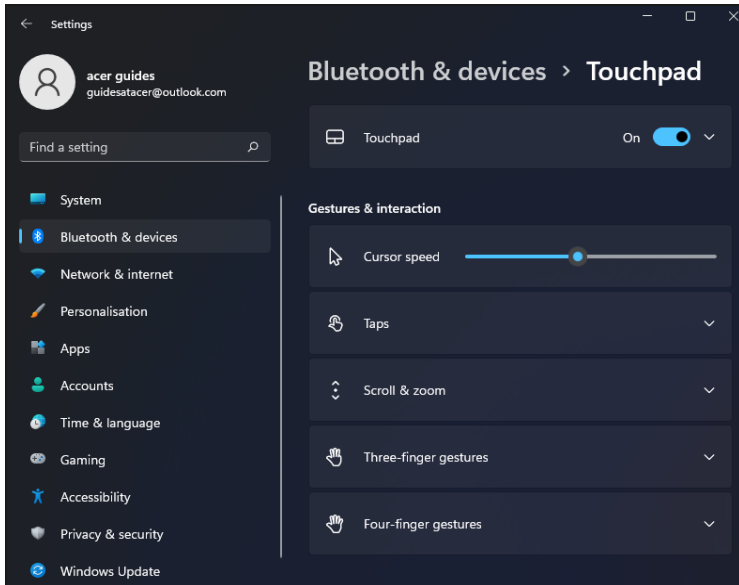 Settings
acer guides
guidesatacer@outlook.com
Find a setting
System
Bluetooth & devices
Network & internet
Personalisation
Apps
Accounts
Time & language
Gaming
Accessibility
Privacy & security
Windows Update
Bluetooth & devices > Touchpad
Touchpad On
Gestures & interaction
Cursor speed
Taps
Scroll & zoom
Three-finger gestures
Four-finger gestures